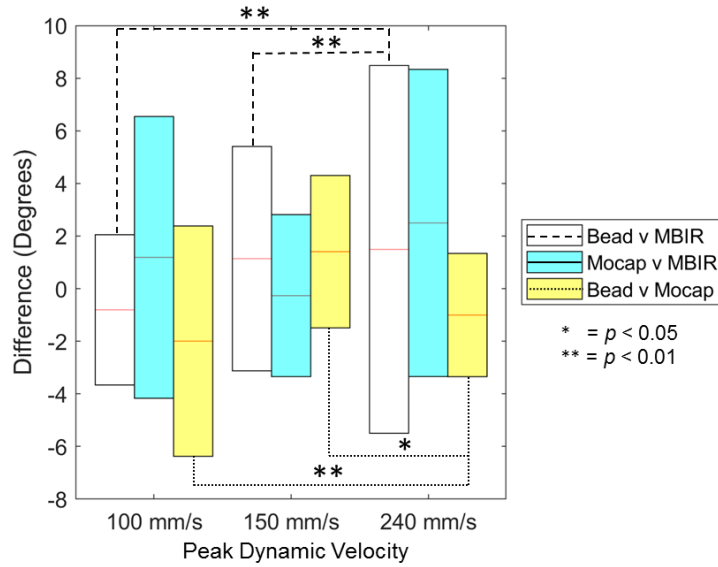 **
**
10
8
6
4
2
0
-2
-4
-6
-8
Difference (Degrees)
Bead v MBIR
Mocap v MBIR
Bead v Mocap
* = p < 0.05
** = p < 0.01
*
**
100 mm/s 150 mm/s 240 mm/s
Peak Dynamic Velocity